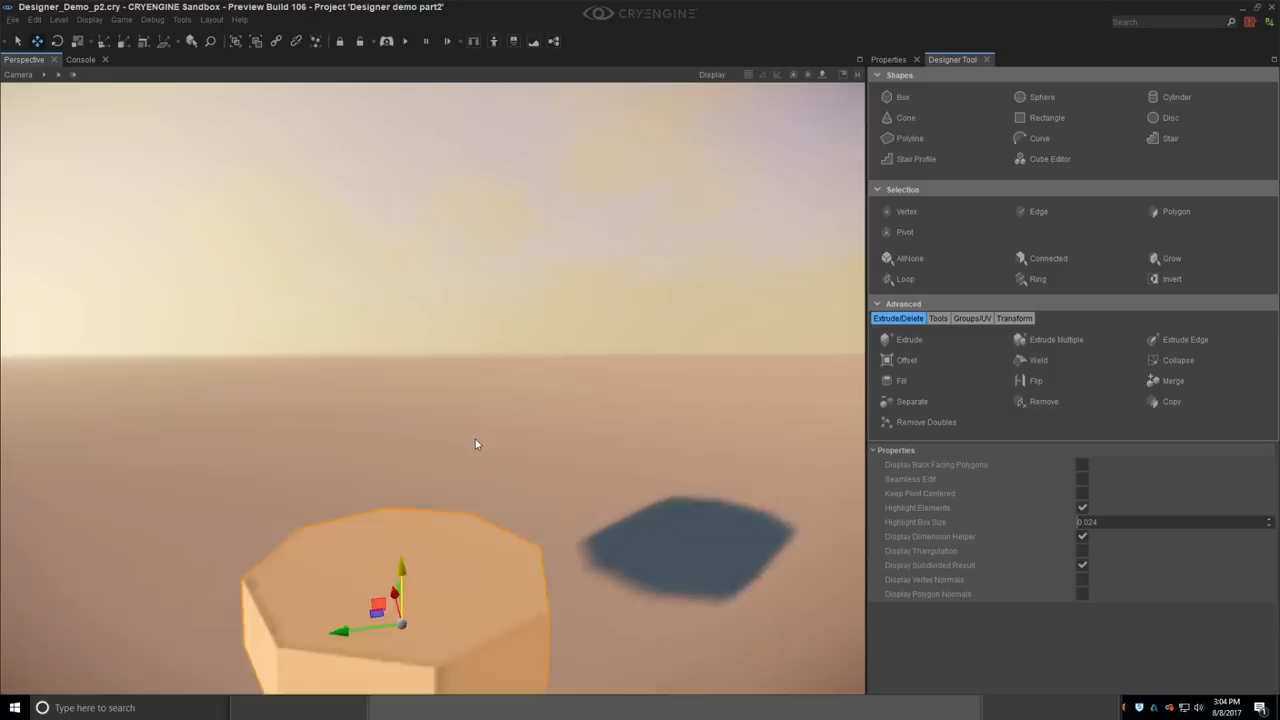 Designer_Demo_p2.cry - CRYENGINE Sandbox - Preview Build 106 - Project 'Designer demo part2'
CRYENGINE
File Edit Level Display Game Debug Tools Layout Help
Search
Perspective Console
Properties Designer Tool
Camera
Display
H
Shapes
Box Sphere Cylinder
Cone Rectangle Disc
Polyline Curve Stair
Stair Profile Cube Editor
Selection
Vertex Edge Polygon
Pivot
AllNone Connected Grow
Loop Ring Invert
Advanced
Extrude/Delete Tools Groups/UV Transform
Extrude Extrude Multiple Extrude Edge
Offset Weld Collapse
Fill Flip Merge
Separate Remove Copy
Remove Doubles
Properties
Display Back Facing Polygons
Seamless Edit
Keep Pivot Centered
Highlight Elements
Highlight Box Size 0.024
Display Dimension Helper
Display Triangulation
Display Subdivided Result
Display Vertex Normals
Display Polygon Normals
Type here to search
3:04 PM
8/8/2017